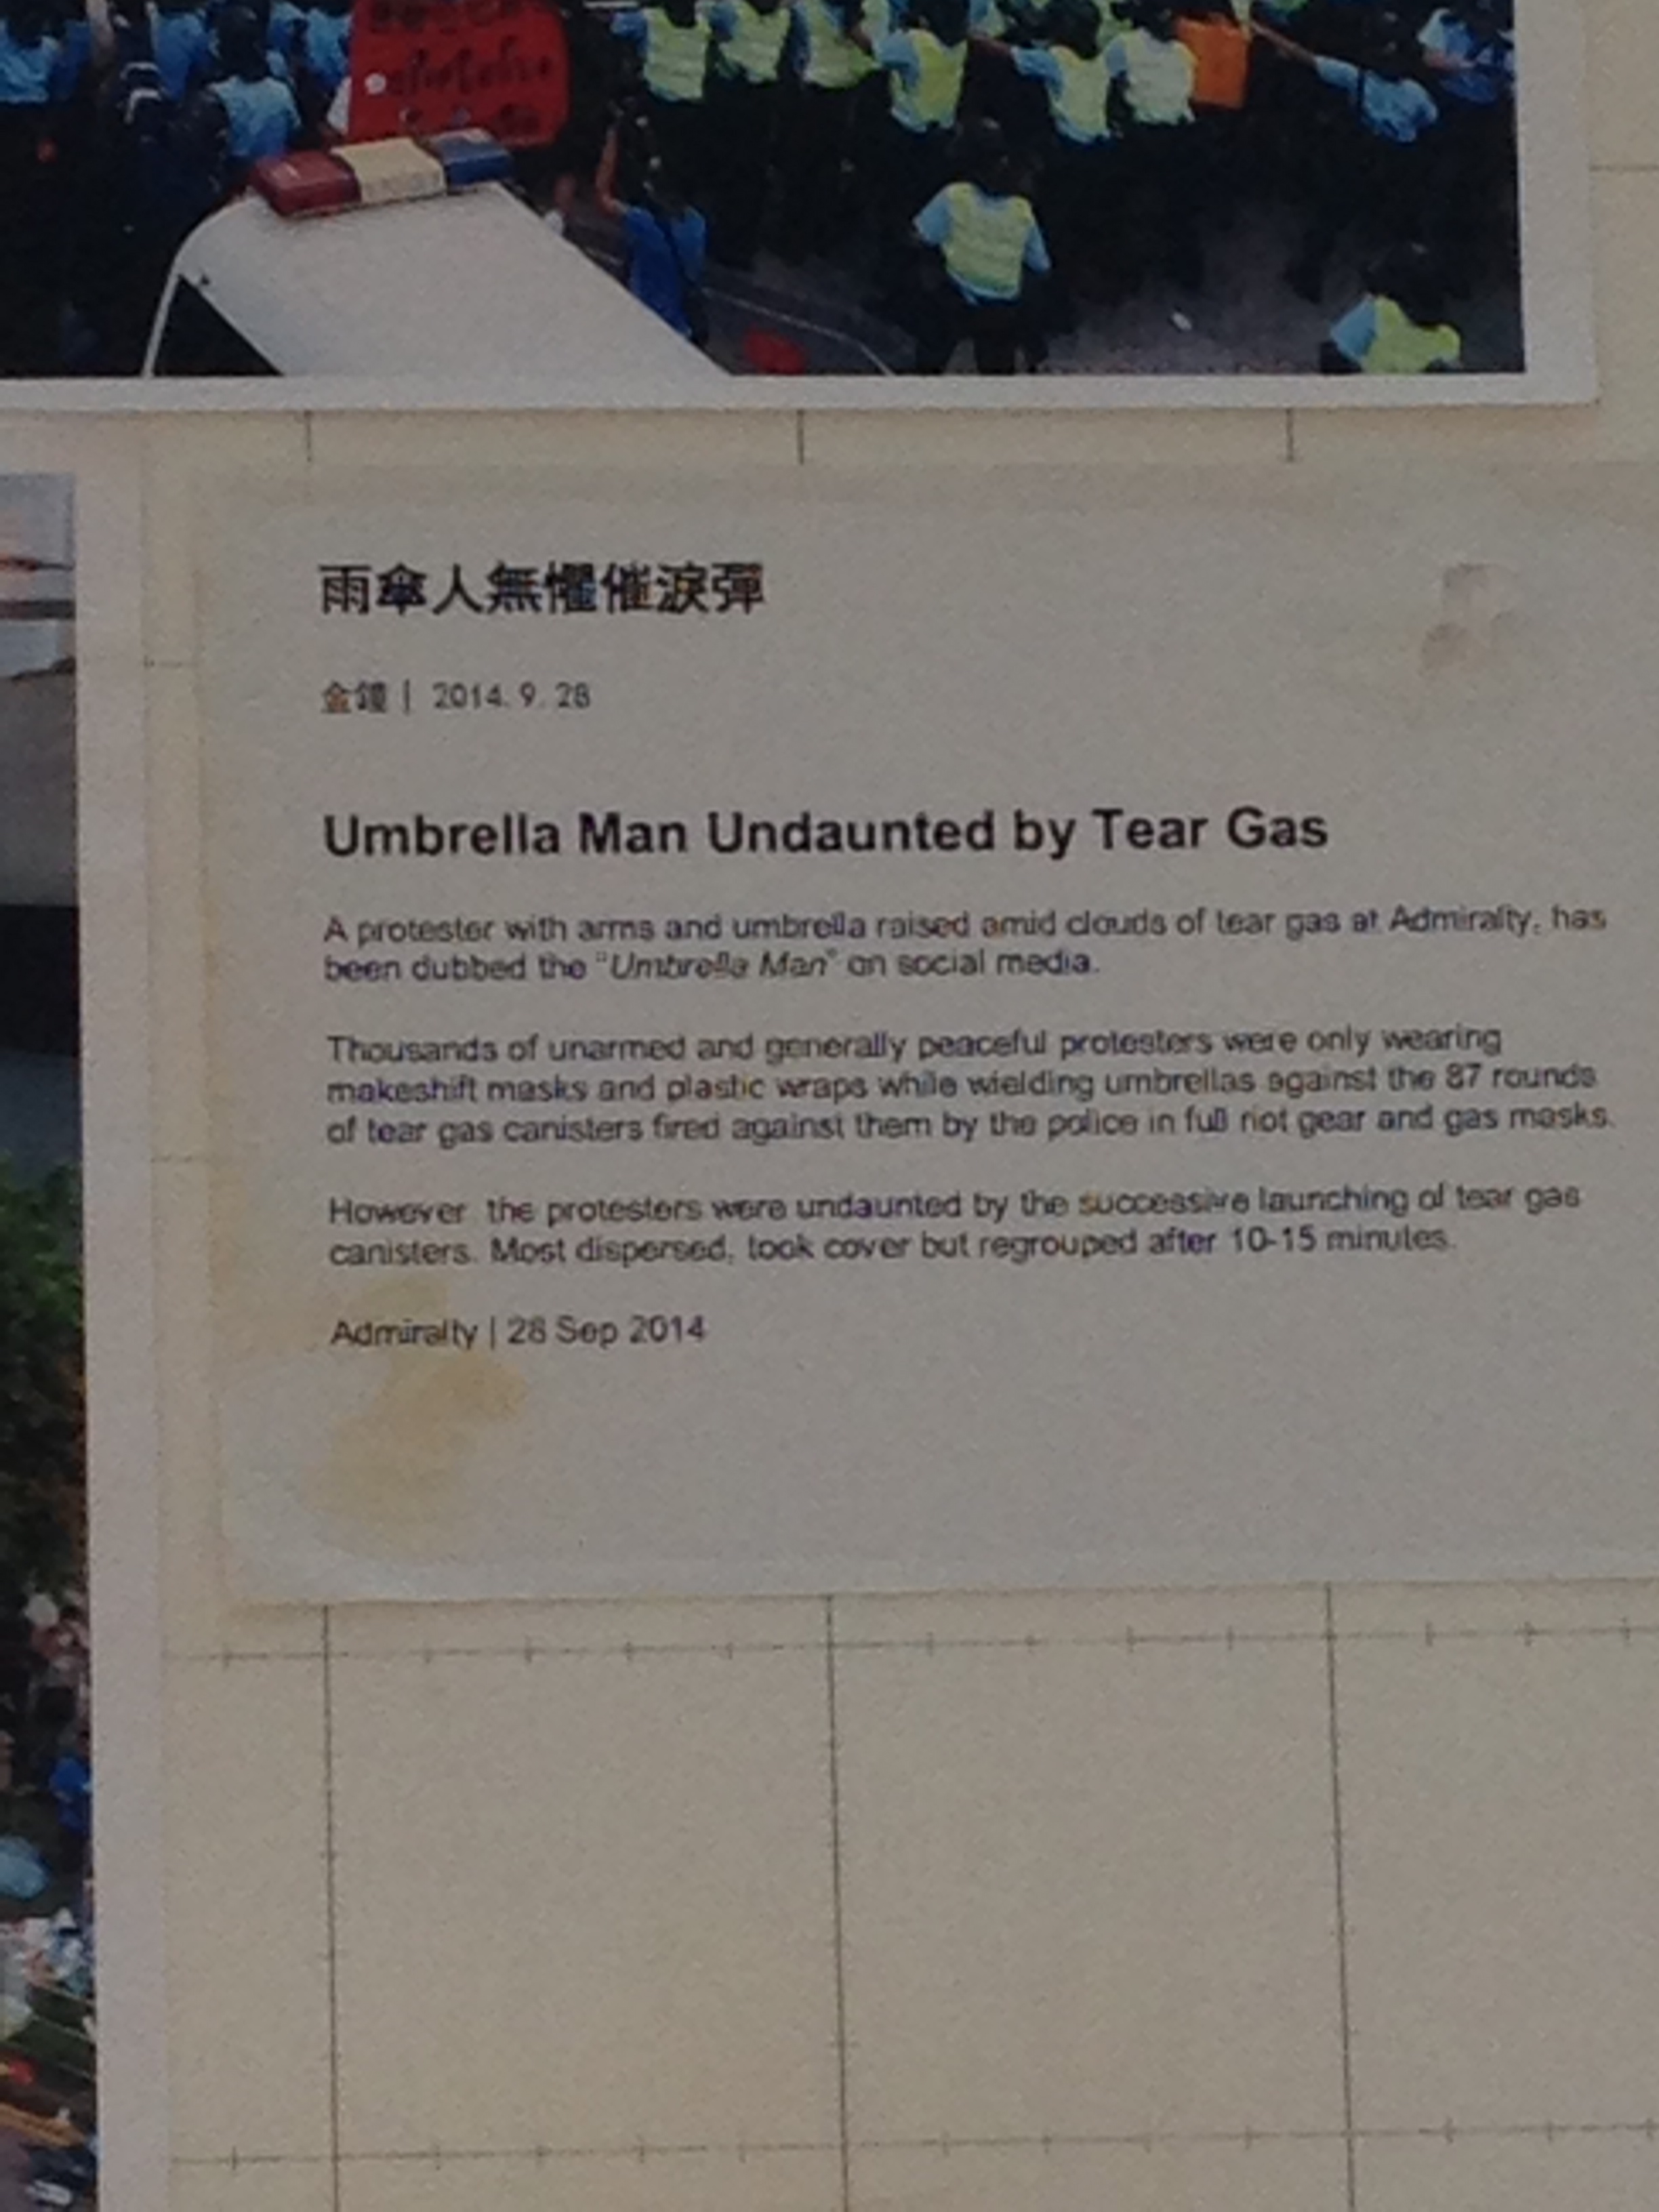 雨傘人無懼催淚彈
金鐘 | 2014. 9. 28
Umbrella Man Undaunted by Tear Gas
A protester with arms and umbrella raised amid clouds of tear gas at Admiralty, has
been dubbed the "Umbrella Man" on social media.
Thousands of unarmed and generally peaceful protesters were only wearing
makeshift masks and plastic wraps while wielding umbrellas against the 87 rounds
of tear gas canisters fired against them by the police in full riot gear and gas masks.
However the protesters were undaunted by the successive launching of tear gas
canisters. Most dispersed, took cover but regrouped after 10-15 minutes.
Admiralty | 28 Sep 2014